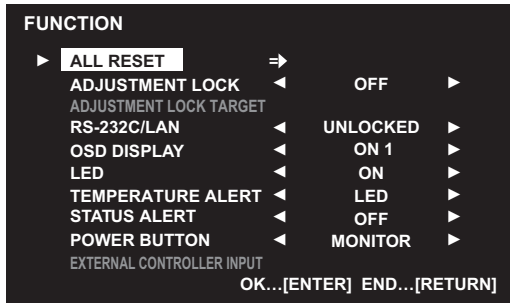 FUNCTION
ALL RESET
ADJUSTMENT LOCK OFF
ADJUSTMENT LOCK TARGET
RS-232C/LAN UNLOCKED
OSD DISPLAY ON 1
LED ON
TEMPERATURE ALERT LED
STATUS ALERT OFF
POWER BUTTON MONITOR
EXTERNAL CONTROLLER INPUT
OK...[ENTER] END...[RETURN]